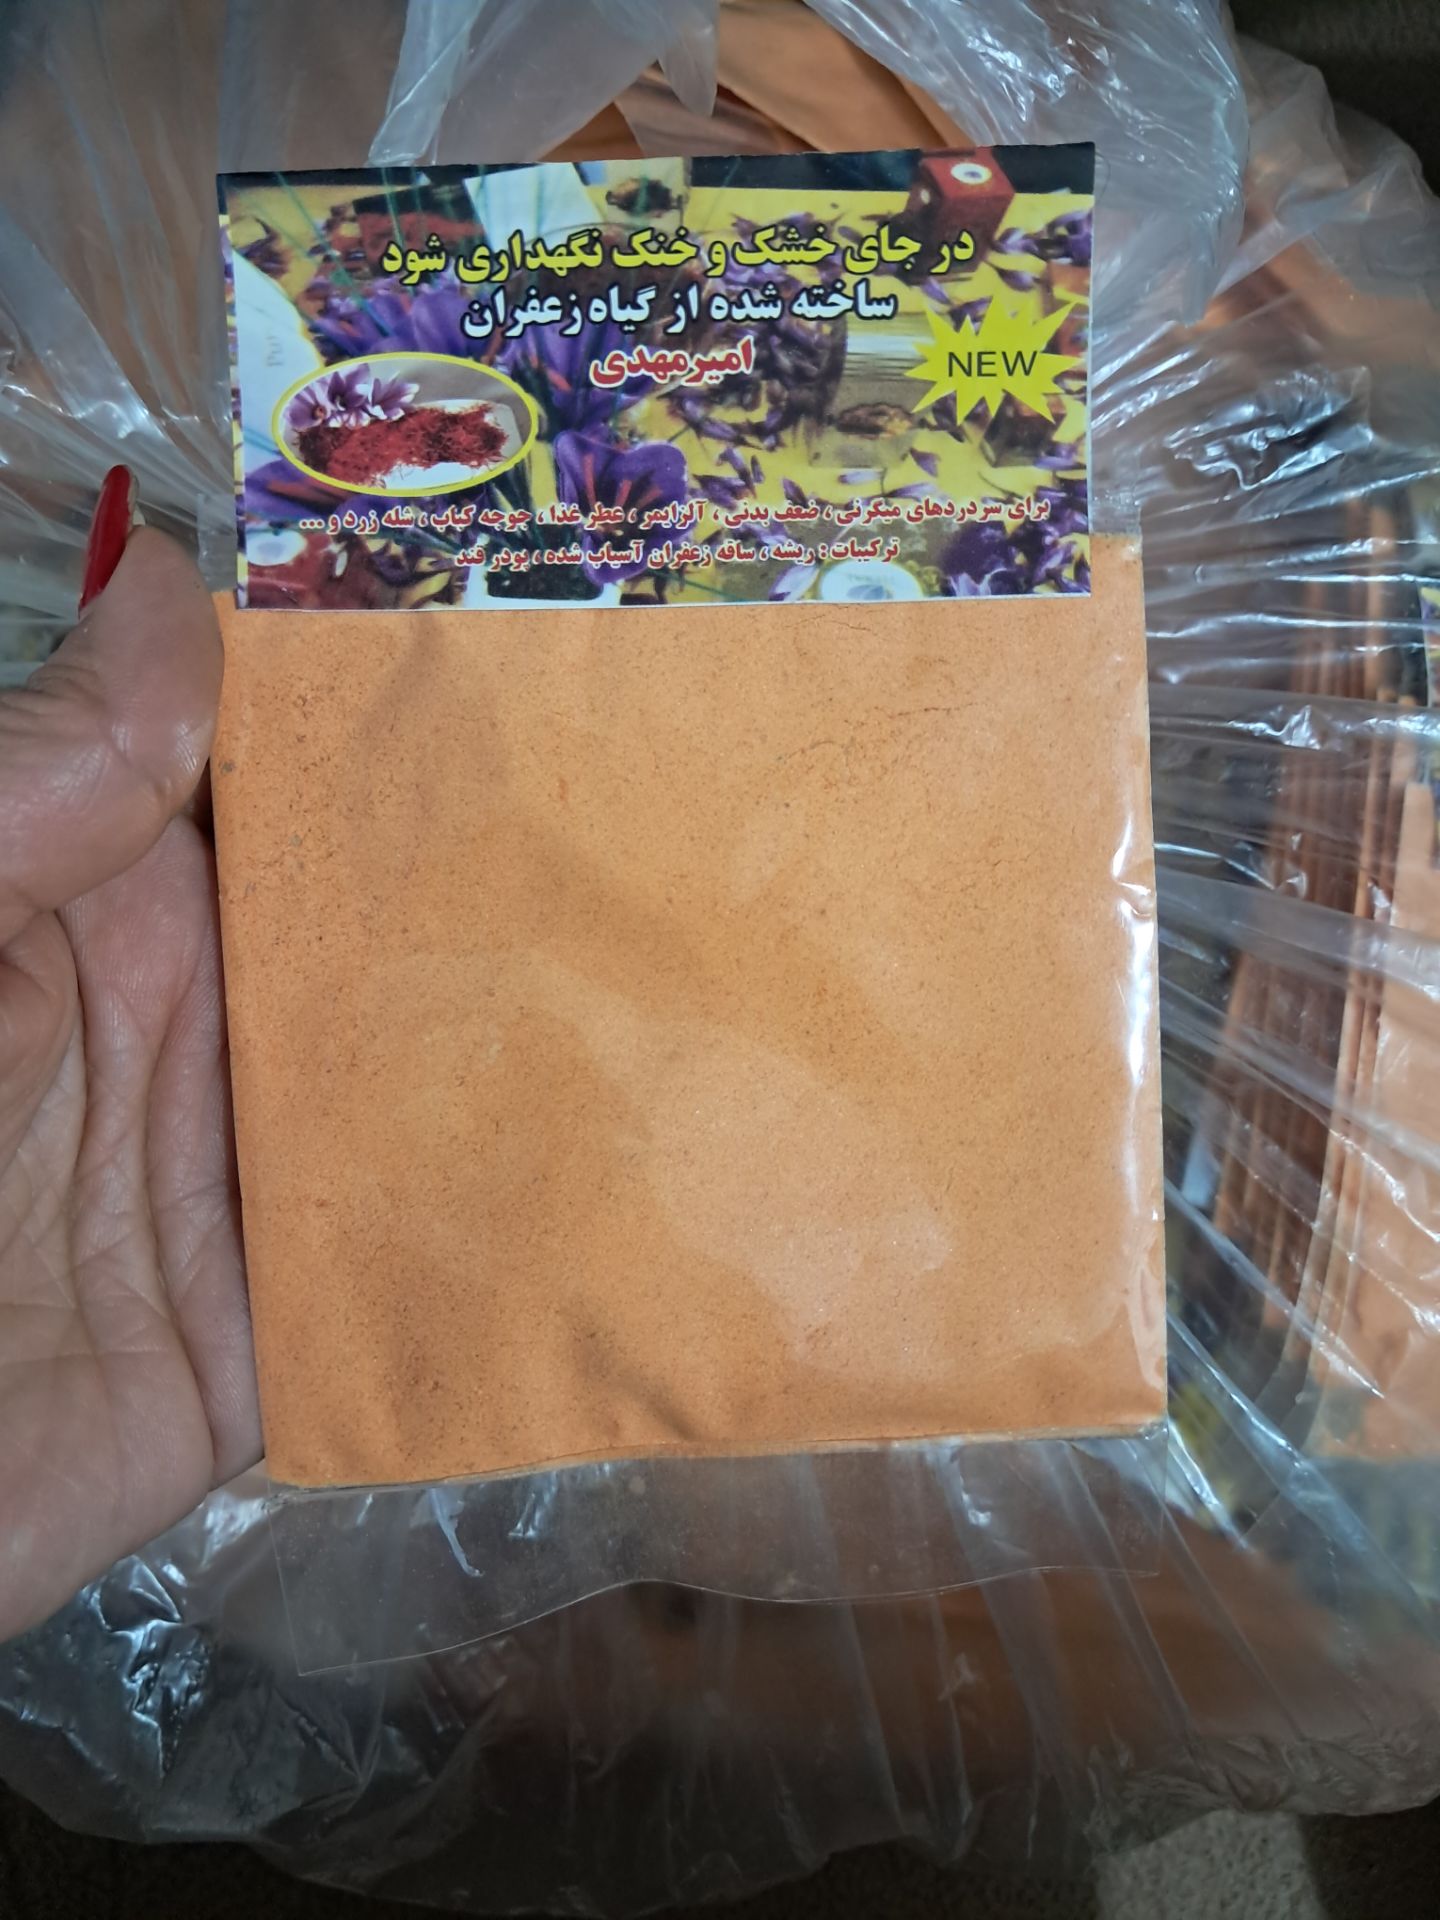 در جای خشک و خنک نگهداری شود
ساخته شده از گیاه زعفران
امیرمهدی
NEW
برای سردردهای میگرنی ، ضعف بدنی ، آلزایمر ، عطر غذا ، جوجه کباب ، شله زرد و ...
ترکیبات : ریشه ، ساقه زعفران آسیاب شده ، پودر قند